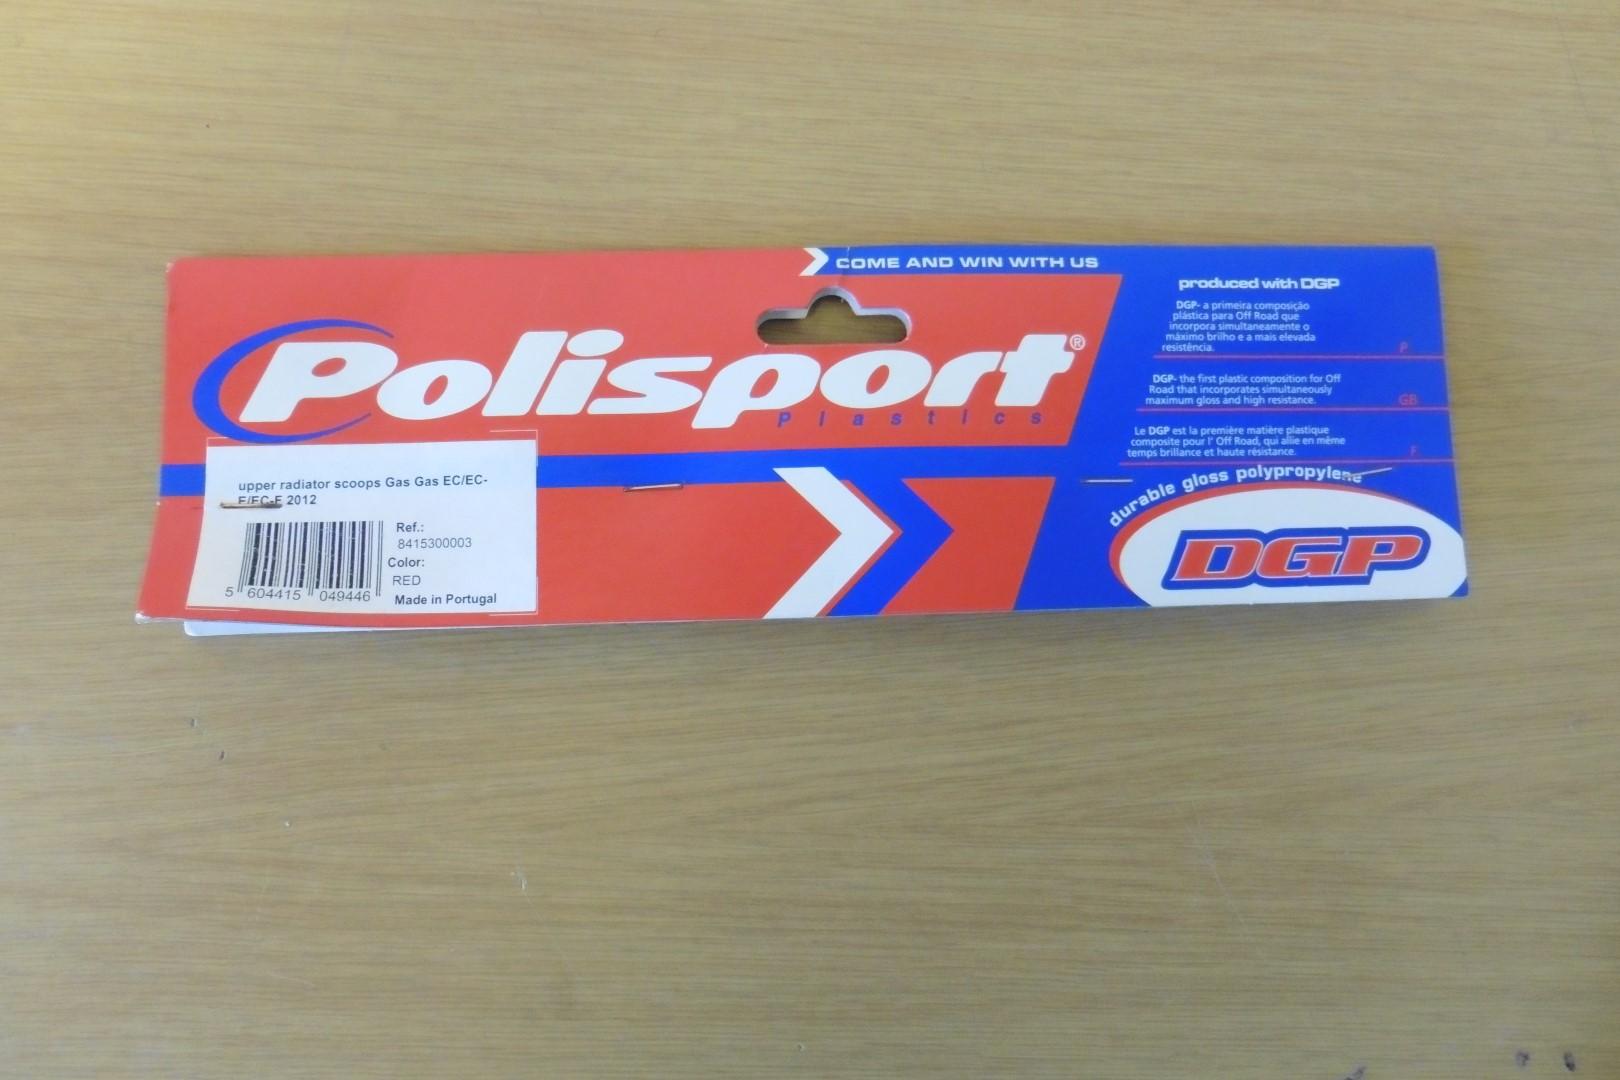 COME AND WIN WITH US
Polisport®
Plastics
upper radiator scoops Gas Gas EC/EC-
F/EC-F 2012
Ref.:
8415300003
Color:
RED
Made in Portugal
5 604415 049446
produced with DGP
DGP- a primeira composição
plástica para Off Road que
incorpora simultaneamente o
máximo brilho e a mais elevada
resistência.
P
DGP- the first plastic composition for Off
Road that incorporates simultaneously
maximum gloss and high resistance.
GB
Le DGP est la première matière plastique
composite pour l' Off Road, qui allie en même
temps brillance et haute résistance.
F
durable gloss polypropylene
DGP